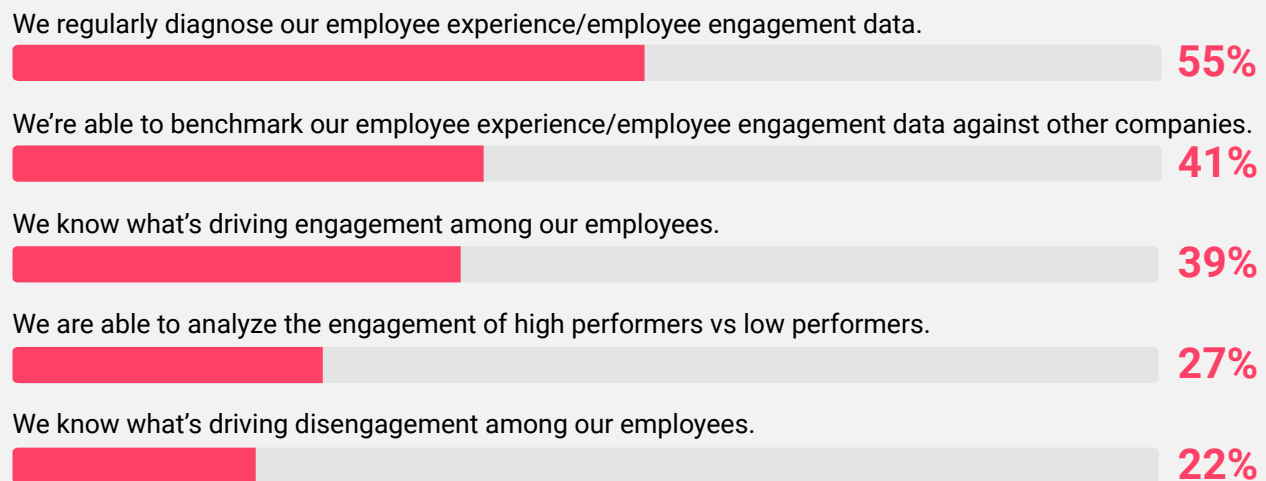 We regularly diagnose our employee experience/employee engagement data.
55%
We’re able to benchmark our employee experience/employee engagement data against other companies.
41%
We know what’s driving engagement among our employees.
39%
We are able to analyze the engagement of high performers vs low performers.
27%
We know what’s driving disengagement among our employees.
22%